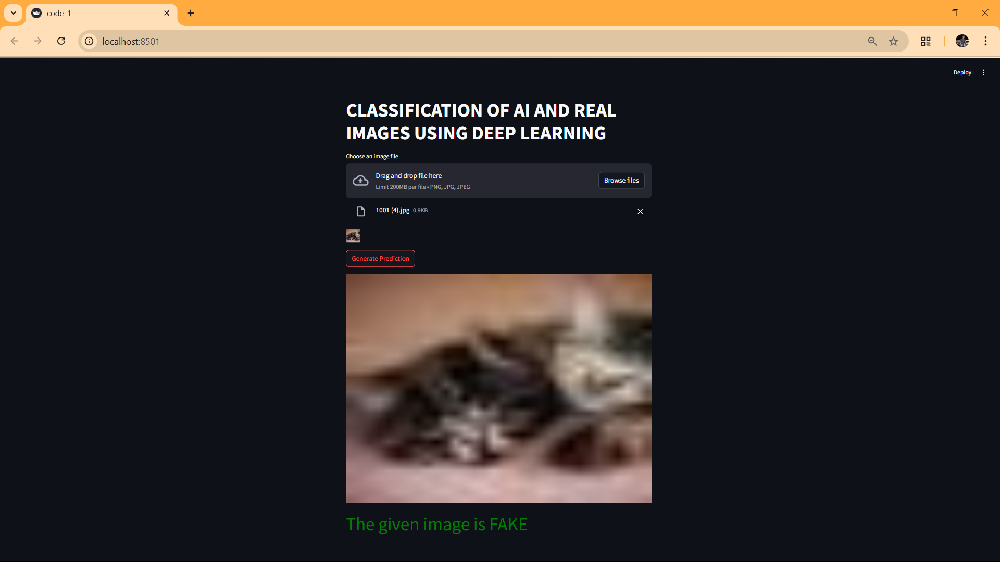 code_1
localhost:8501
Deploy
CLASSIFICATION OF AI AND REAL
IMAGES USING DEEP LEARNING
Choose an image file
Drag and drop file here
Limit 200MB per file • PNG, JPG, JPEG
Browse files
1001 (4).jpg 0.9KB
Generate Prediction
The given image is FAKE